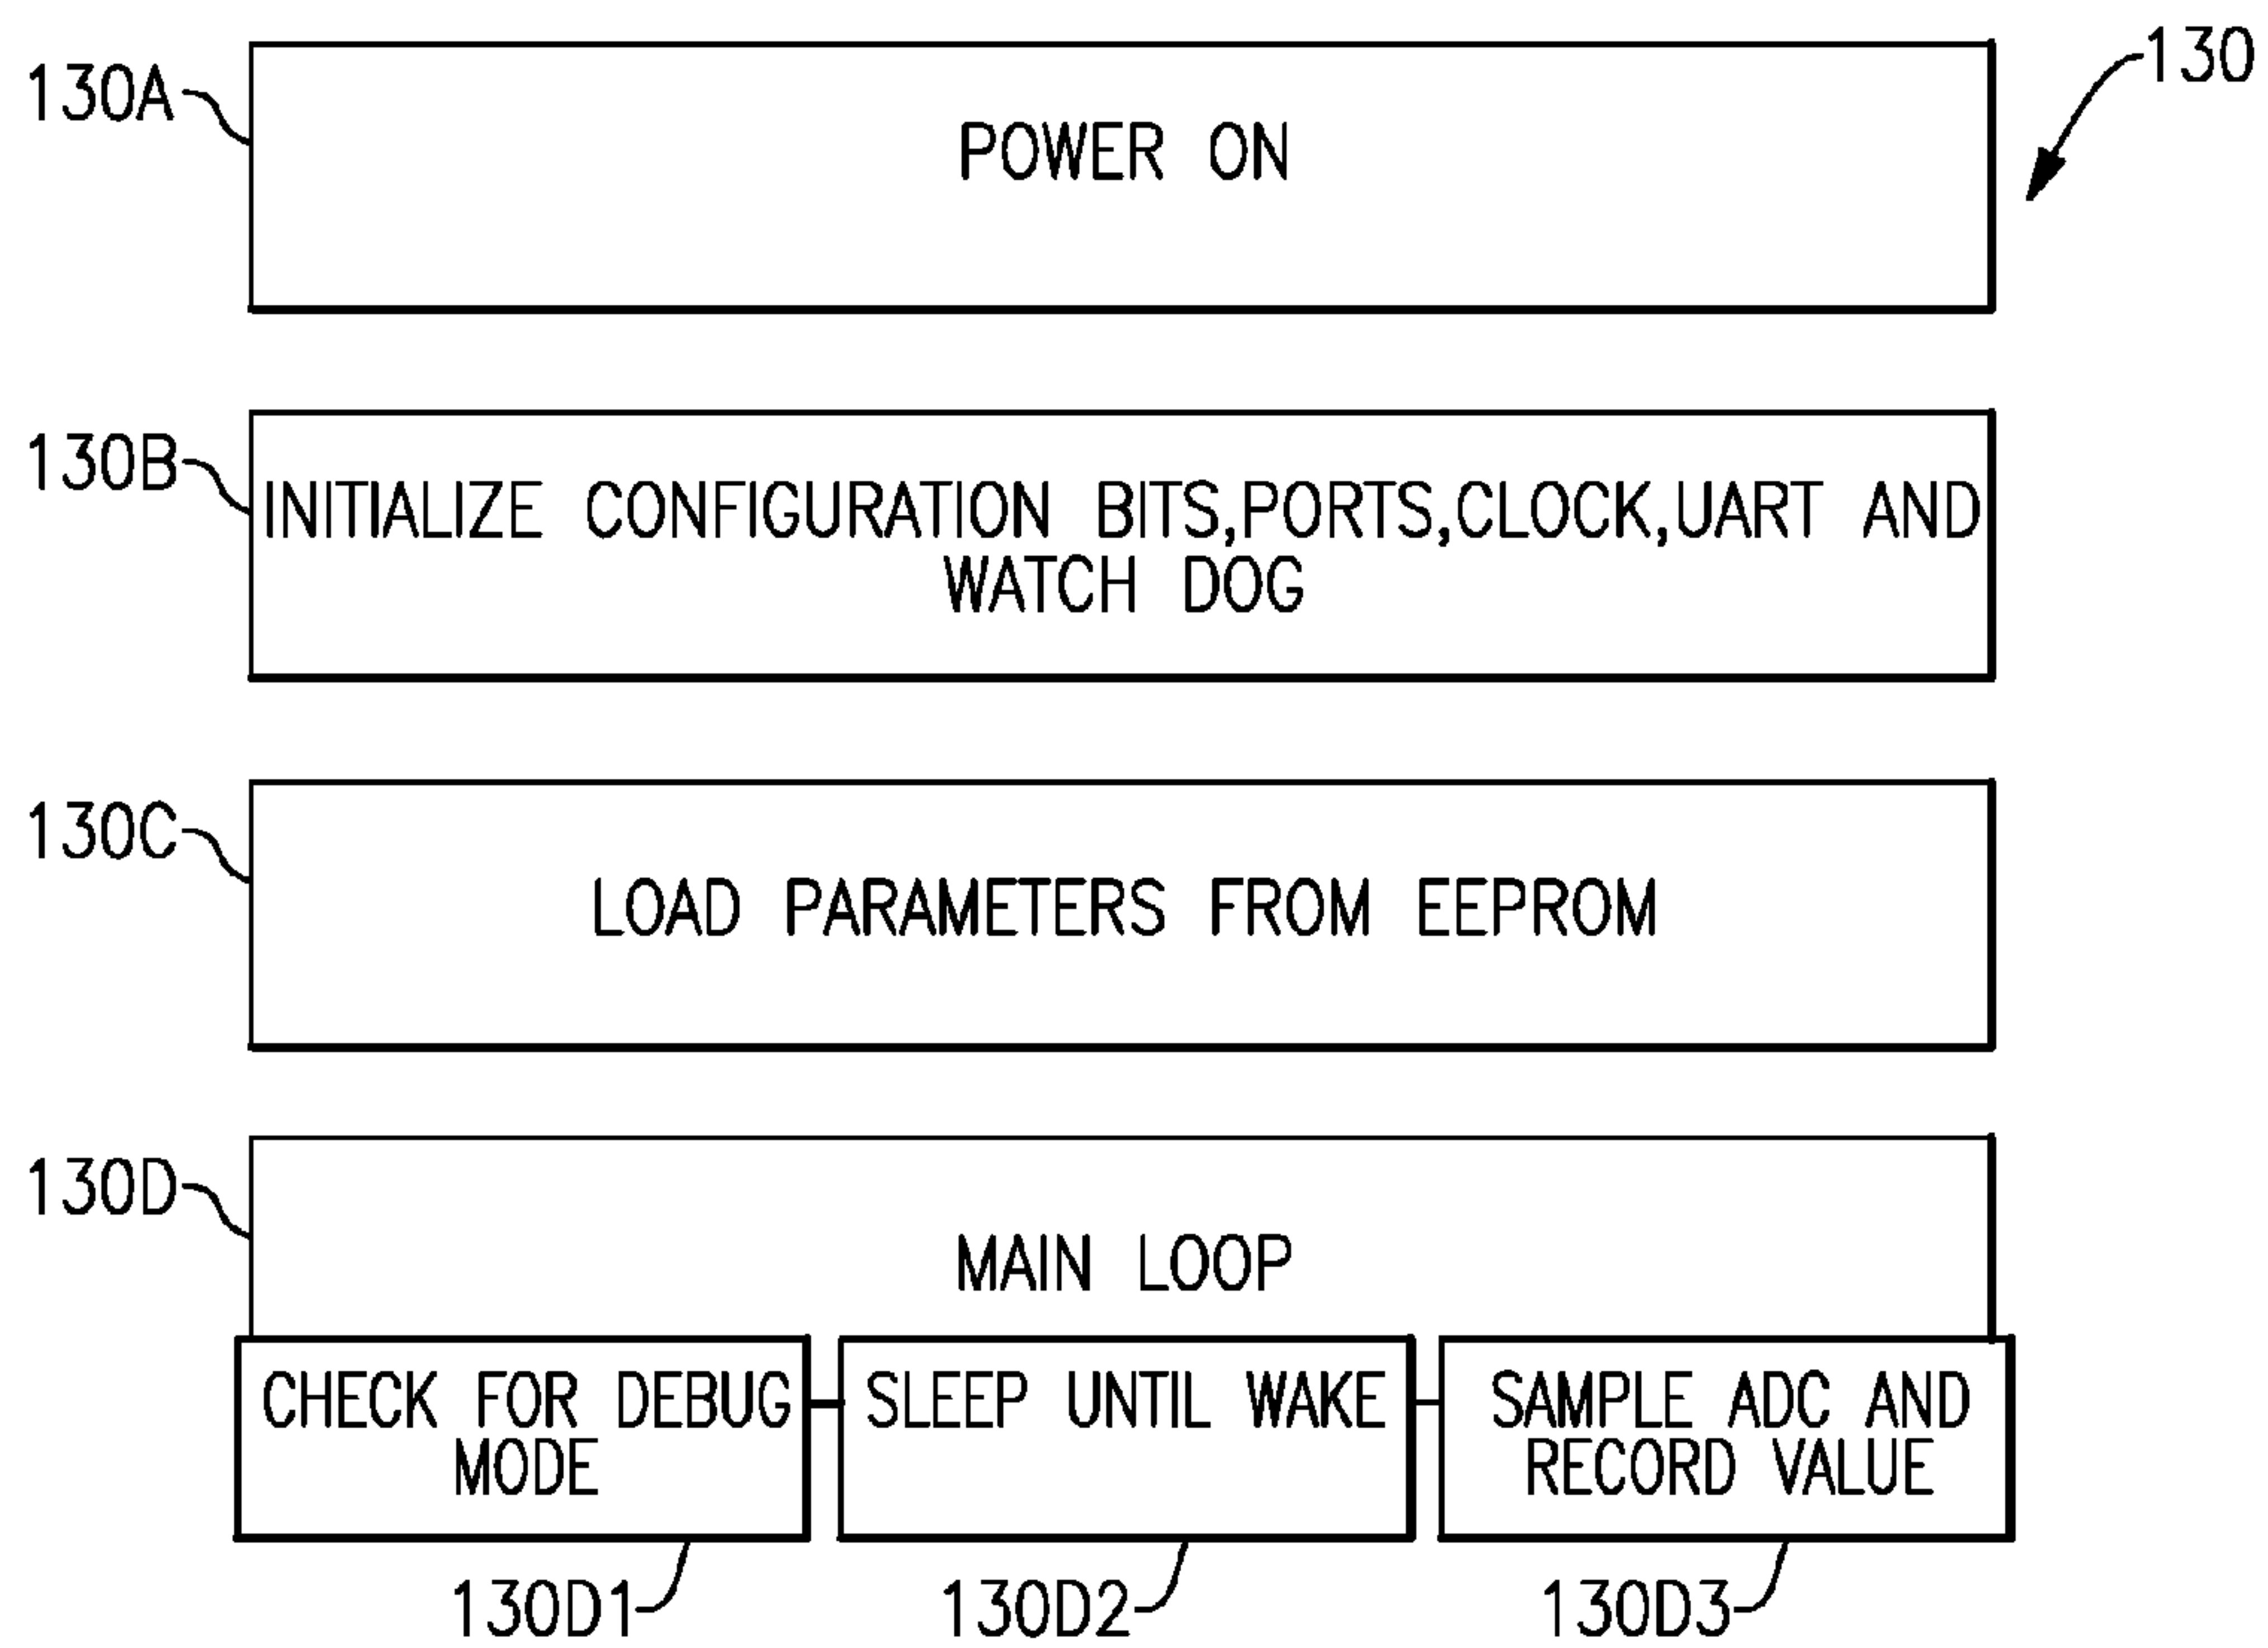 130
130A
POWER ON
130B
INITIALIZE CONFIGURATION BITS,PORTS,CLOCK,UART AND
WATCH DOG
130C
LOAD PARAMETERS FROM EEPROM
130D
MAIN LOOP
CHECK FOR DEBUG
MODE
SLEEP UNTIL WAKE
SAMPLE ADC AND
RECORD VALUE
130D1
130D2
130D3